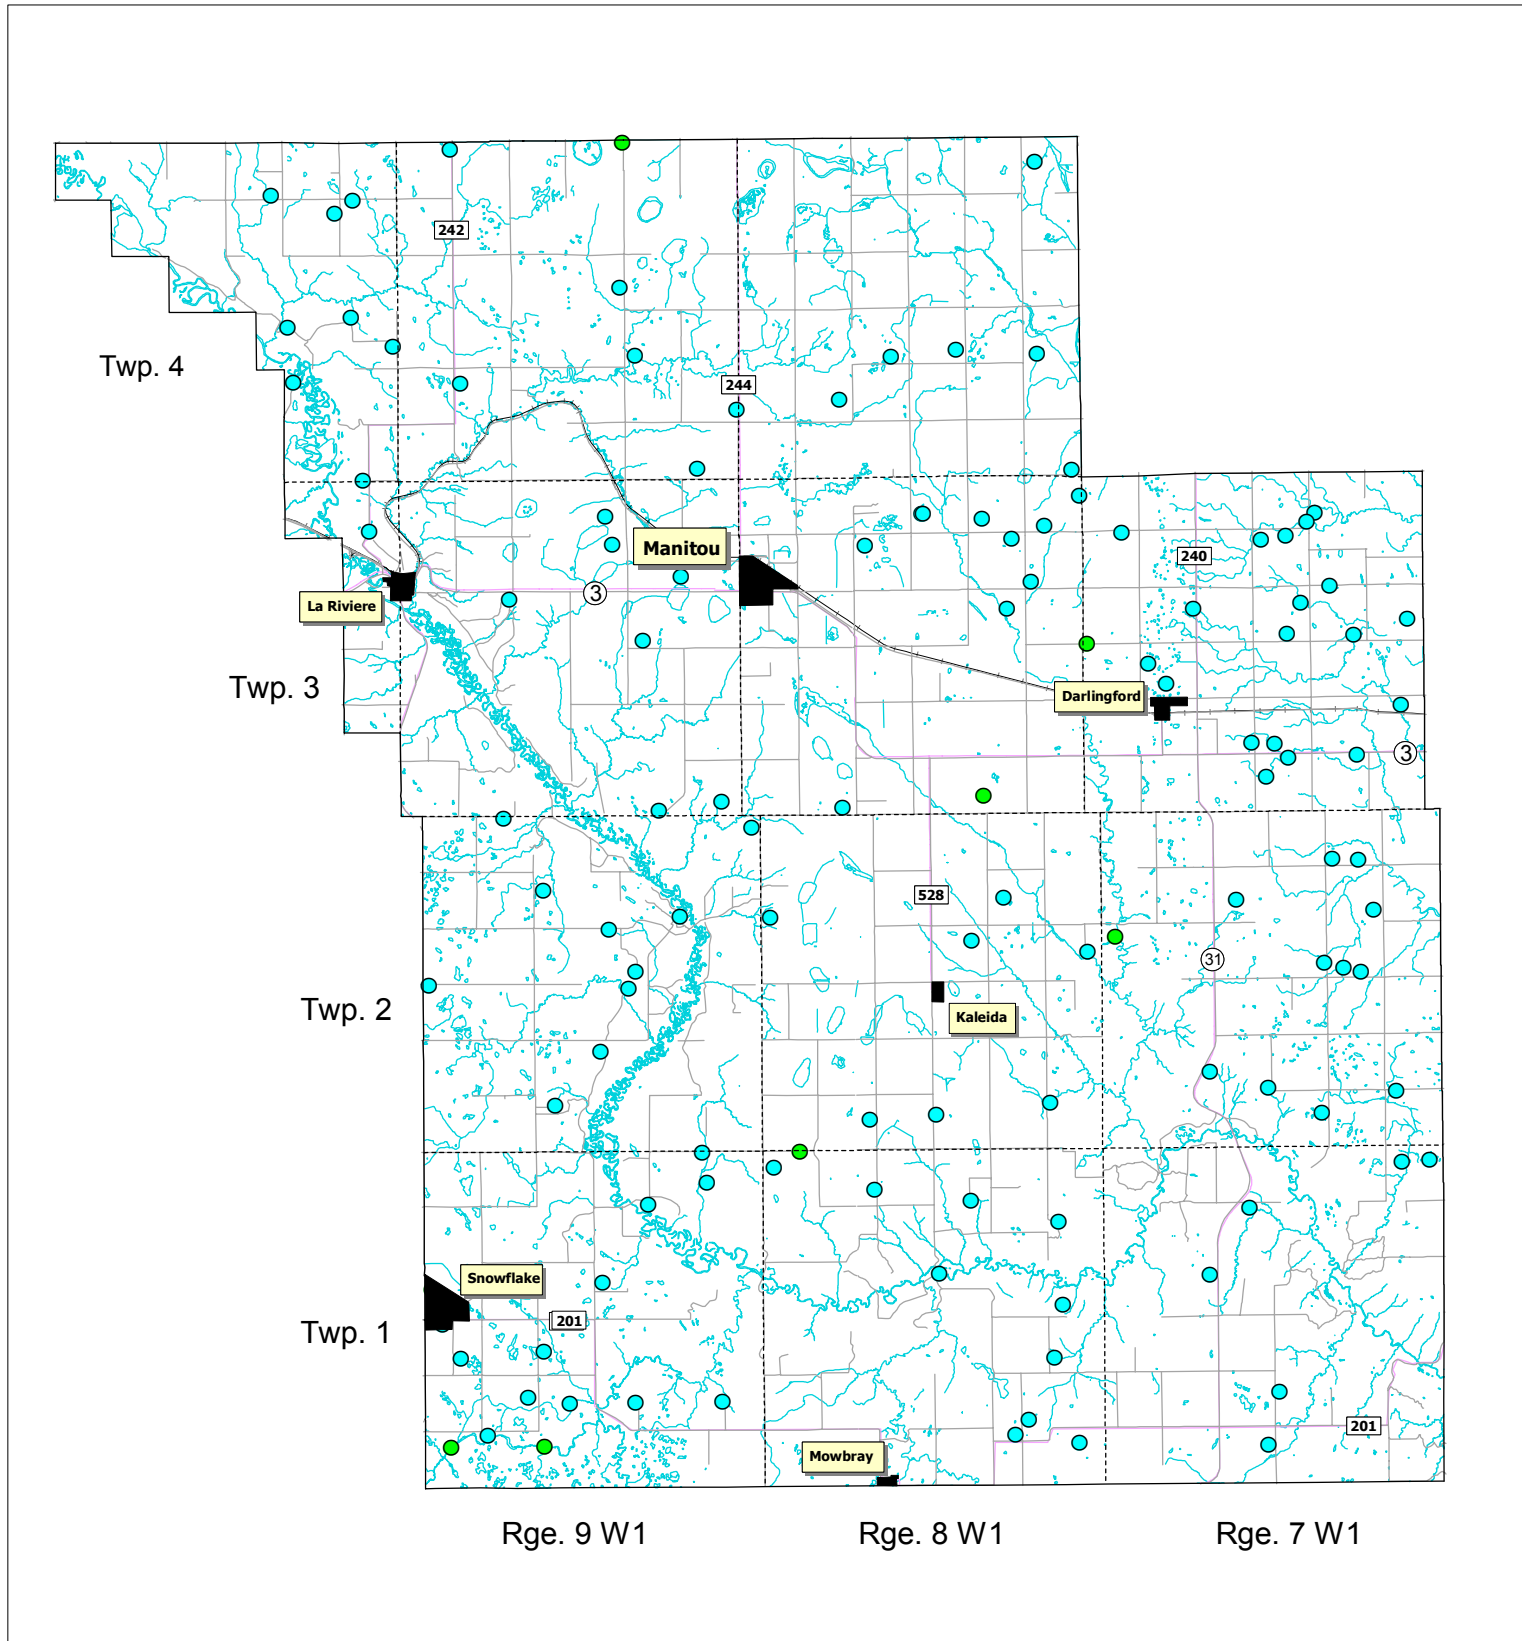 242
Twp. 4
244
Manitou
240
3
La Riviere
Twp. 3
Darlingford
3
528
31
Twp. 2
Kaleida
Snowflake
201
Twp. 1
201
Mowbray
Rge. 9 W1
Rge. 8 W1
Rge. 7 W1